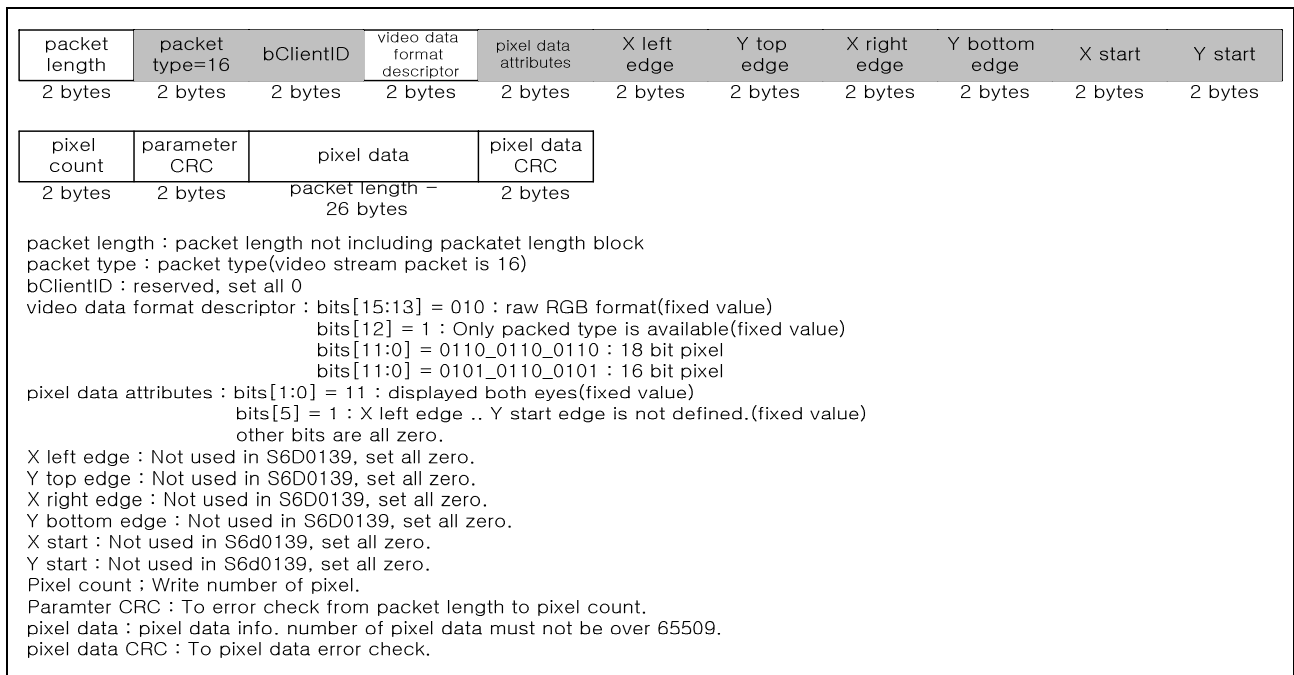 packet length
packet type=16
bClientID
video data format descriptor
pixel data attributes
X left edge
Y top edge
X right edge
Y bottom edge
X start
Y start
2 bytes 2 bytes 2 bytes 2 bytes 2 bytes 2 bytes 2 bytes 2 bytes 2 bytes 2 bytes 2 bytes
pixel count
parameter CRC
pixel data
pixel data CRC
2 bytes 2 bytes packet length - 26 bytes 2 bytes
packet length : packet length not including packatet length block
packet type : packet type(video stream packet is 16)
bClientID : reserved, set all 0
video data format descriptor : bits[15:13] = 010 : raw RGB format(fixed value)
bits[12] = 1 : Only packed type is available(fixed value)
bits[11:0] = 0110_0110_0110 : 18 bit pixel
bits[11:0] = 0101_0110_0101 : 16 bit pixel
pixel data attributes : bits[1:0] = 11 : displayed both eyes(fixed value)
bits[5] = 1 : X left edge .. Y start edge is not defined.(fixed value)
other bits are all zero.
X left edge : Not used in S6D0139, set all zero.
Y top edge : Not used in S6D0139, set all zero.
X right edge : Not used in S6D0139, set all zero.
Y bottom edge : Not used in S6D0139, set all zero.
X start : Not used in S6d0139, set all zero.
Y start : Not used in S6d0139, set all zero.
Pixel count ; Write number of pixel.
Paramter CRC : To error check from packet length to pixel count.
pixel data : pixel data info. number of pixel data must not be over 65509.
pixel data CRC : To pixel data error check.